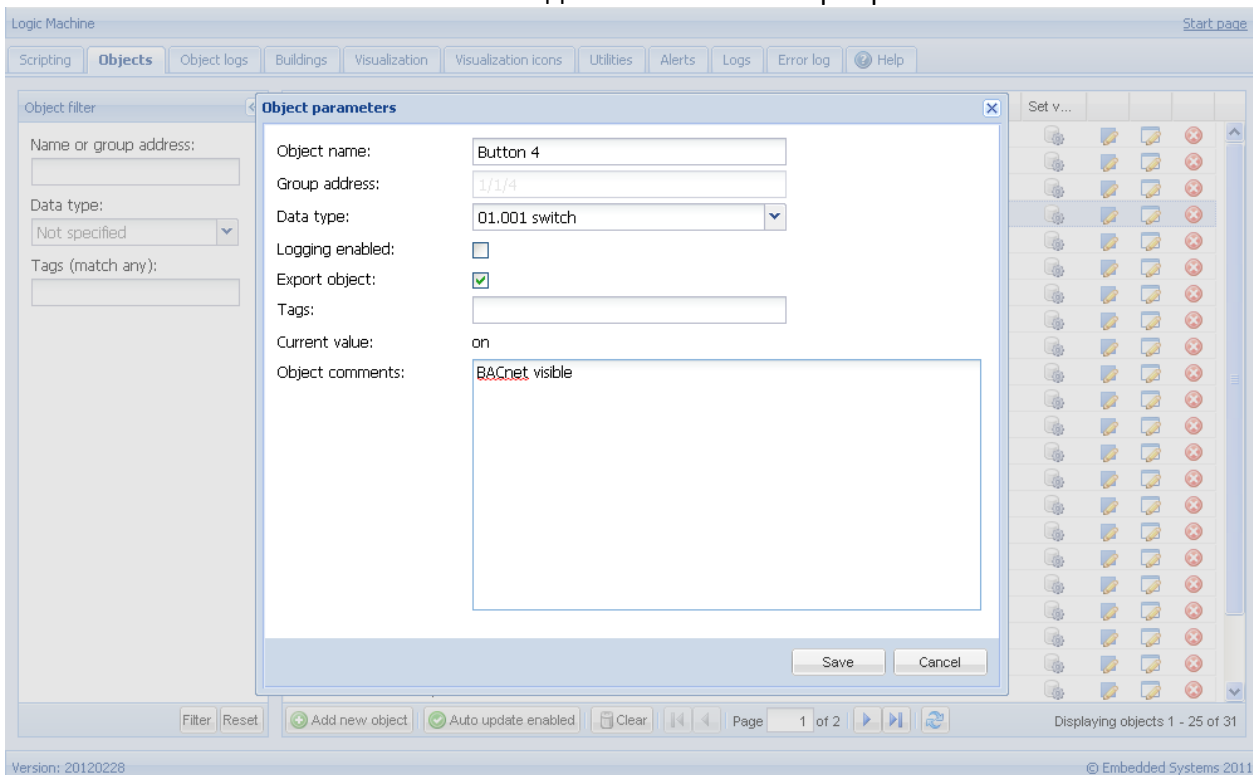 Logic Machine Start page
Scripting Objects Object logs Buildings Visualization Visualization icons Utilities Alerts Logs Error log Help
Object filter
Name or group address:
Data type:
Not specified
Tags (match any):
Filter Reset
Object parameters
Object name: Button 4
Group address: 1/1/4
Data type: 01.001 switch
Logging enabled:
Export object:
Tags:
Current value: on
Object comments: BACnet visible
Save Cancel
Set v...
Add new object Auto update enabled Clear Page 1 of 2 Displaying objects 1 - 25 of 31
Version: 20120228 © Embedded Systems 2011